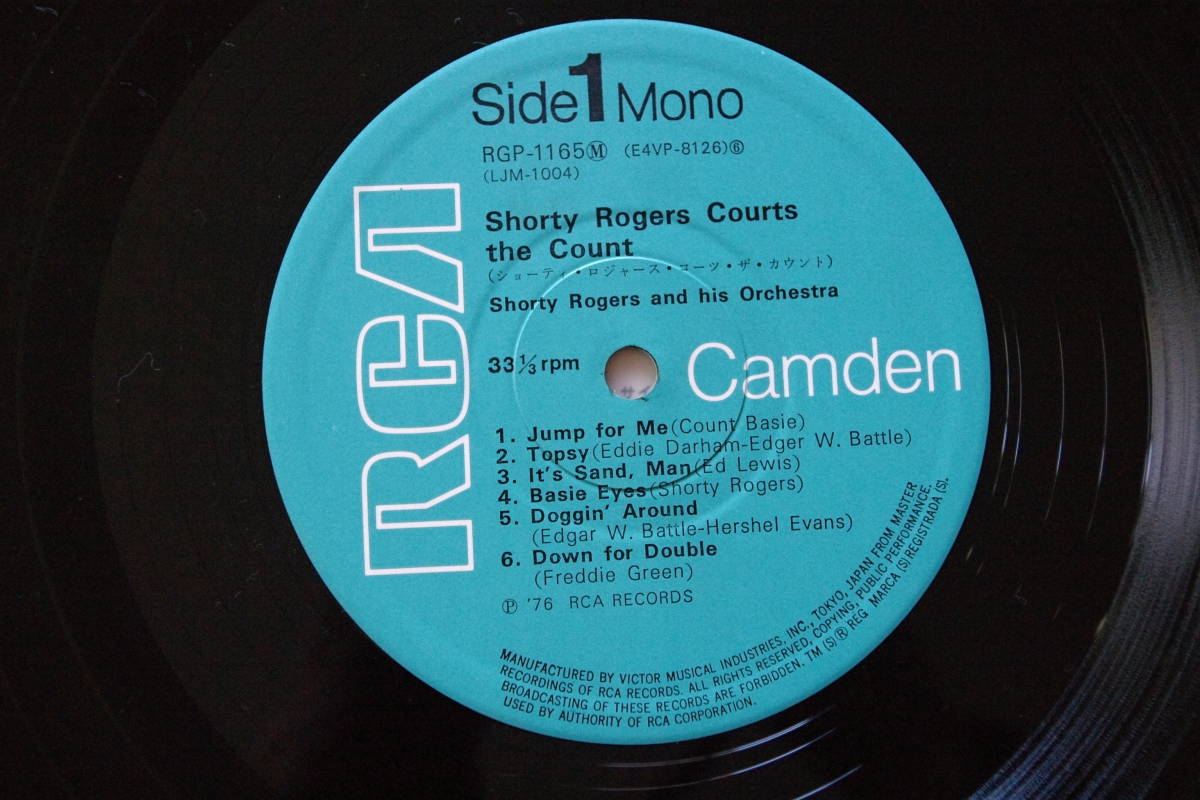 Side 1 Mono
RGP-1165Ⓜ (E4VP-8126)⑥
(LJM-1004)
Shorty Rogers Courts
the Count
(ショーティ・ロジャース・コーツ・ザ・カウント)
Shorty Rogers and his Orchestra
RCA
33⅓ rpm
Camden
1. Jump for Me (Count Basie)
2. Topsy (Eddie Darham-Edger W. Battle)
3. It's Sand, Man (Ed Lewis)
4. Basie Eyes (Shorty Rogers)
5. Doggin' Around
(Edgar W. Battle-Hershel Evans)
6. Down for Double
(Freddie Green)
Ⓟ '76 RCA RECORDS
MANUFACTURED BY VICTOR MUSICAL INDUSTRIES, INC., TOKYO, JAPAN FROM MASTER
RECORDINGS OF RCA RECORDS. ALL RIGHTS RESERVED, COPYING, PUBLIC PERFORMANCE.
BROADCASTING OF THESE RECORDS ARE FORBIDDEN. TM (S) ® REG MARCA (S) REGISTRADA (S).
USED BY AUTHORITY OF RCA CORPORATION.